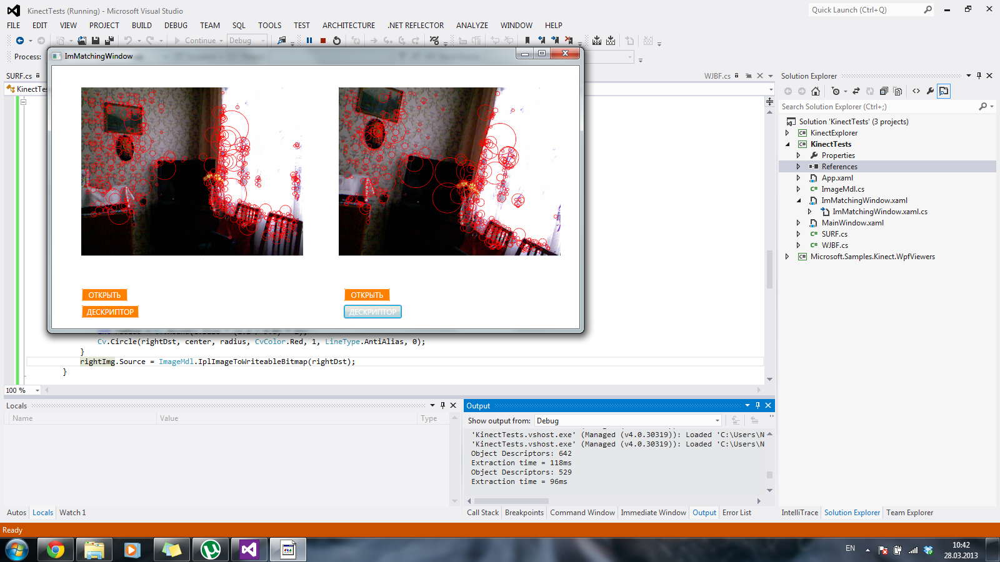 KinectTests (Running) - Microsoft Visual Studio
Quick Launch (Ctrl+Q)
FILE EDIT VIEW PROJECT BUILD DEBUG TEAM SQL TOOLS TEST ARCHITECTURE .NET REFLECTOR ANALYZE WINDOW HELP
Continue Debug
Process:
ImMatchingWindow
SURF.cs
WJBF.cs
KinectTes
ОТКРЫТЬ
ДЕСКРИПТОР
ОТКРЫТЬ
ДЕСКРИПТОР
Cv.Circle(rightDst, center, radius, CvColor.Red, 1, LineType.AntiAlias, 0);
}
rightImg.Source = ImageMdl.IplImageToWriteableBitmap(rightDst);
}
100 %
Solution Explorer
Search Solution Explorer (Ctrl+;)
Solution 'KinectTests' (3 projects)
C# KinectExplorer
C# KinectTests
Properties
References
App.xaml
C# ImageMdl.cs
ImMatchingWindow.xaml
ImMatchingWindow.xaml.cs
MainWindow.xaml
C# SURF.cs
C# WJBF.cs
C# Microsoft.Samples.Kinect.WpfViewers
Locals
Name Value Type
Autos Locals Watch 1
Output
Show output from: Debug
'KinectTests.vshost.exe' (Managed (v4.0.30319)): Loaded 'C:\Users\N
'KinectTests.vshost.exe' (Managed (v4.0.30319)): Loaded 'C:\Users\N
Object Descriptors: 642
Extraction time = 118ms
Object Descriptors: 529
Extraction time = 96ms
Call Stack Breakpoints Command Window Immediate Window Output Error List
IntelliTrace Solution Explorer Team Explorer
Ready
EN
10:42
28.03.2013